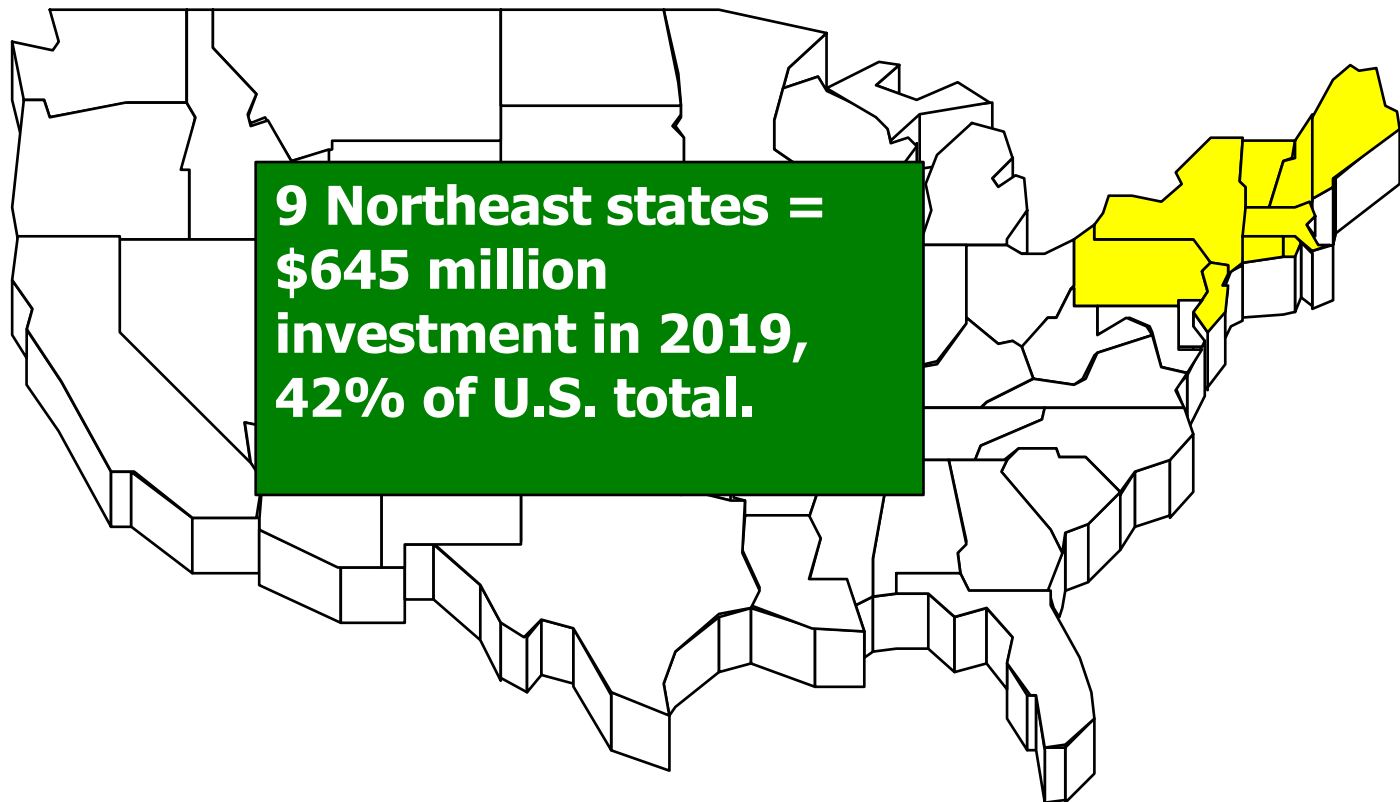 9 Northeast states =
$645 million
investment in 2019,
42% of U.S. total.